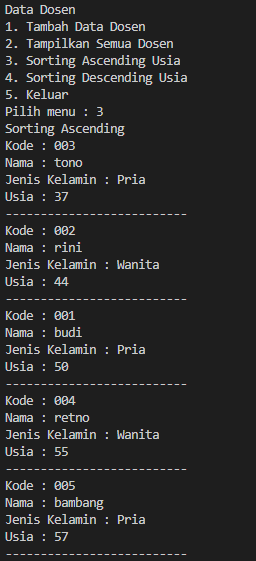 Data Dosen
1. Tambah Data Dosen
2. Tampilkan Semua Dosen
3. Sorting Ascending Usia
4. Sorting Descending Usia
5. Keluar
Pilih menu : 3
Sorting Ascending
Kode : 003
Nama : tono
Jenis Kelamin : Pria
Usia : 37
--------------------------
Kode : 002
Nama : rini
Jenis Kelamin : Wanita
Usia : 44
--------------------------
Kode : 001
Nama : budi
Jenis Kelamin : Pria
Usia : 50
--------------------------
Kode : 004
Nama : retno
Jenis Kelamin : Wanita
Usia : 55
--------------------------
Kode : 005
Nama : bambang
Jenis Kelamin : Pria
Usia : 57
--------------------------